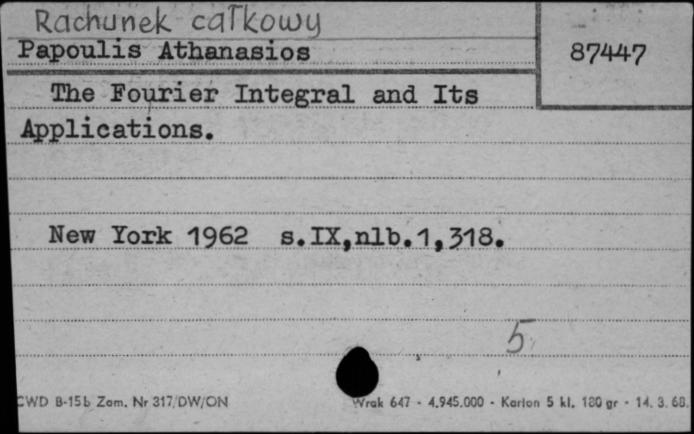 Rachunek całkowy
Papoulis Athanasios
87447
The Fourier Integral and Its
Applications.
New York 1962 s.IX,nlb.1,318.
5
CWD B-15b Zam. Nr 317/DW/ON
Wrak 647 - 4.945.000 - Karton 5 kl. 180 gr - 14. 3. 68.